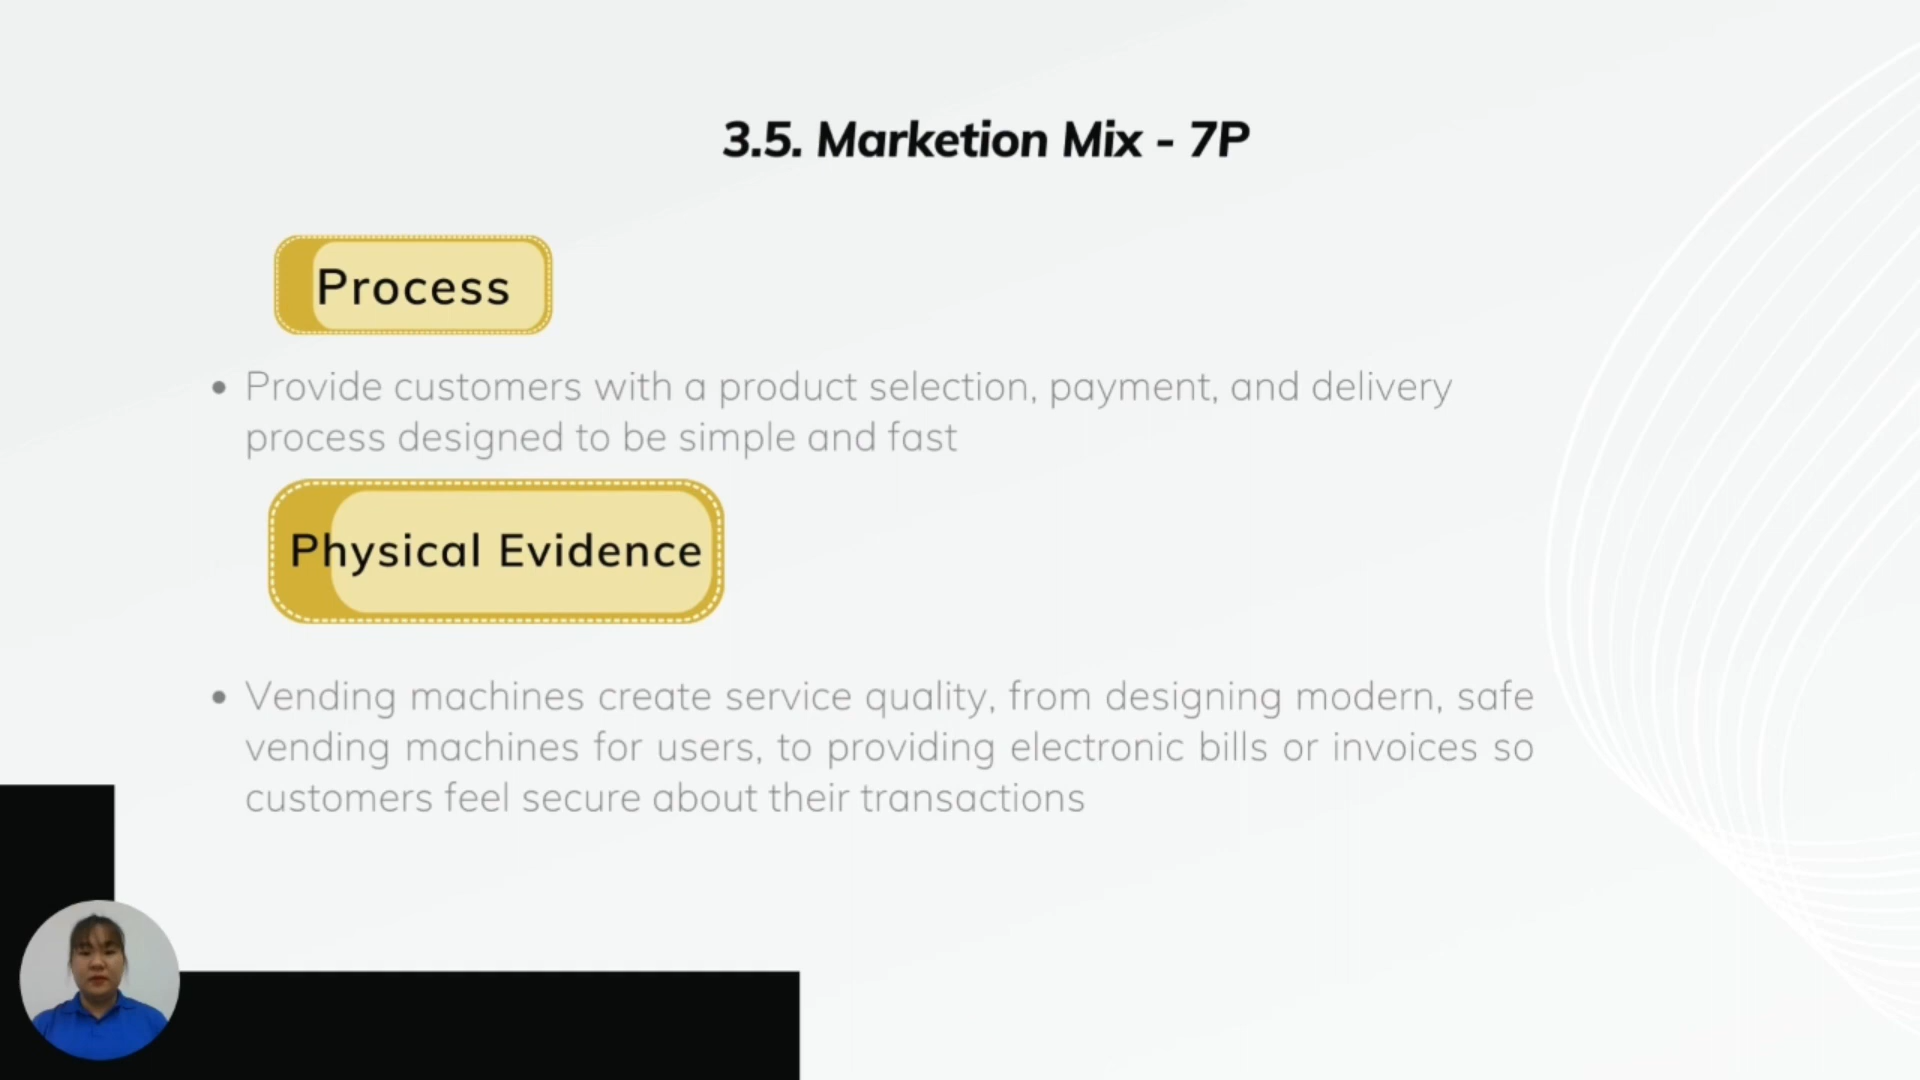 3.5. Marketion Mix - 7P
Process
• Provide customers with a product selection, payment, and delivery
process designed to be simple and fast
Physical Evidence
• Vending machines create service quality, from designing modern, safe
vending machines for users, to providing electronic bills or invoices so
customers feel secure about their transactions